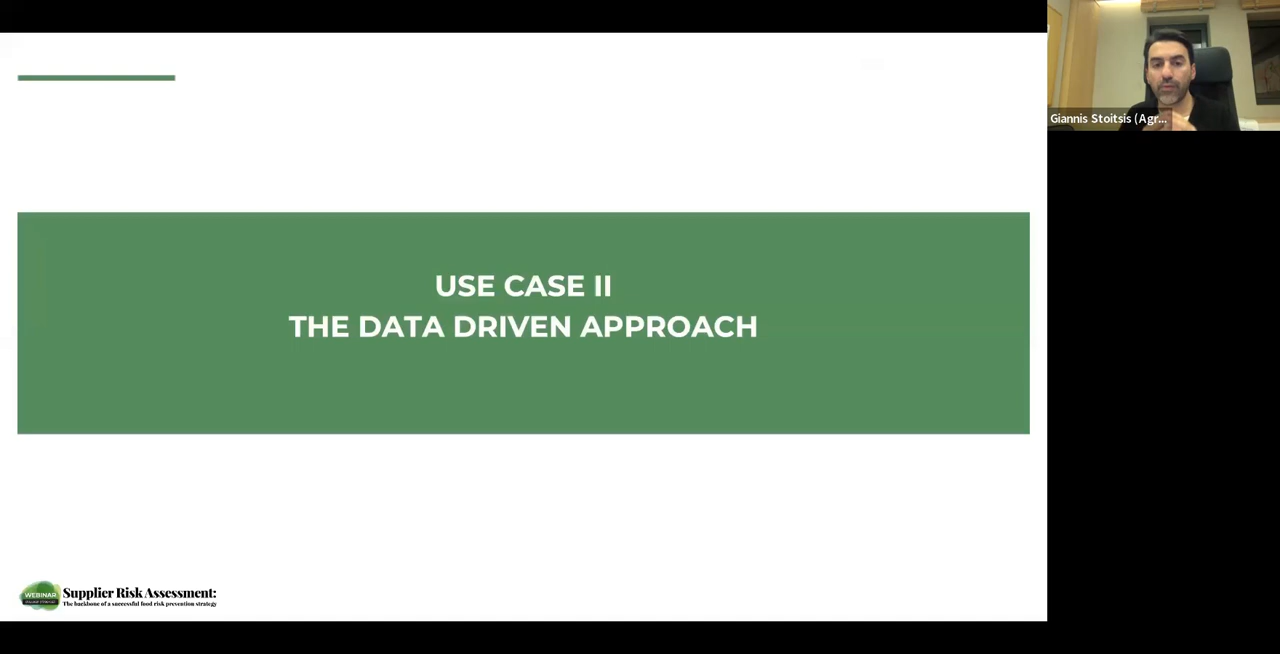 Giannis Stoitsis (Agr...
USE CASE II
THE DATA DRIVEN APPROACH
WEBINAR
Supplier Risk Assessment:
The backbone of a successful food risk prevention strategy